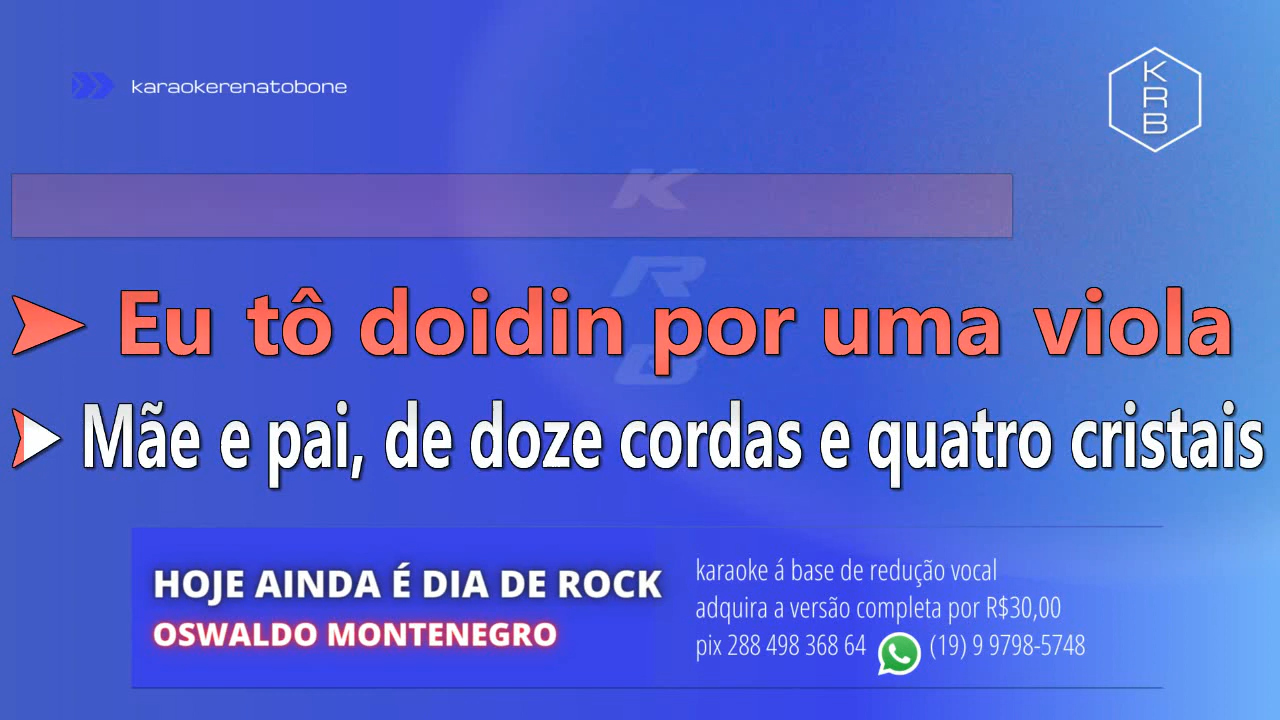 karaokerenatobone
K
R
B
K
R
B
Eu tô doidin por uma viola
Mãe e pai, de doze cordas e quatro cristais
HOJE AINDA É DIA DE ROCK
OSWALDO MONTENEGRO
karaoke á base de redução vocal
adquira a versão completa por R$30,00
pix 288 498 368 64 (19) 9 9798-5748